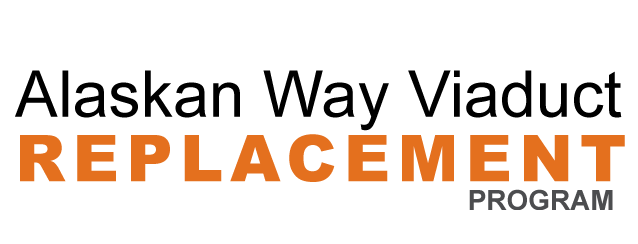 Alaskan Way Viaduct
REPLACEMENT
PROGRAM